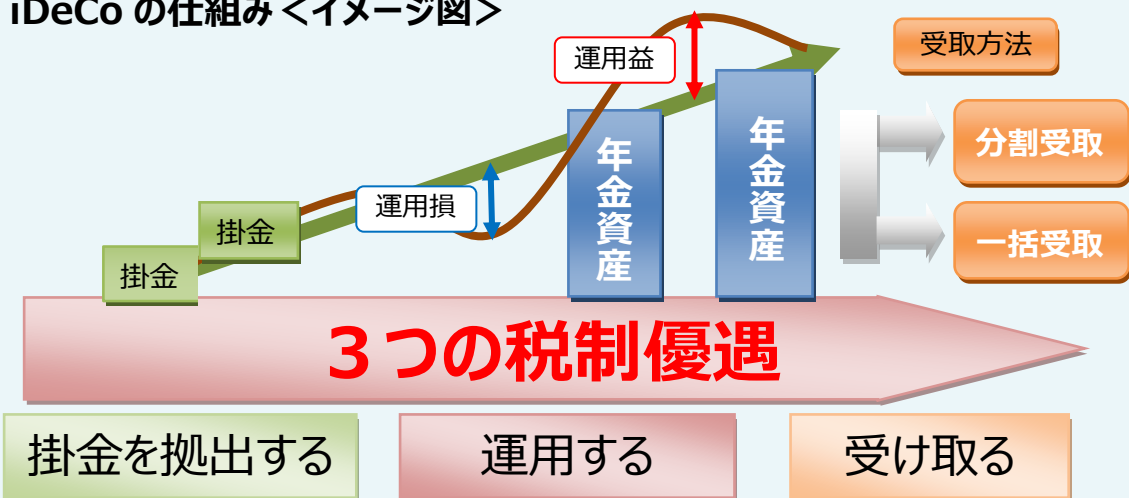 iDeCo の仕組み＜イメージ図＞
受取方法
運用益
分割受取
年金資産
年金資産
運用損
掛金
一括受取
掛金
３つの税制優遇
掛金を拠出する
運用する
受け取る